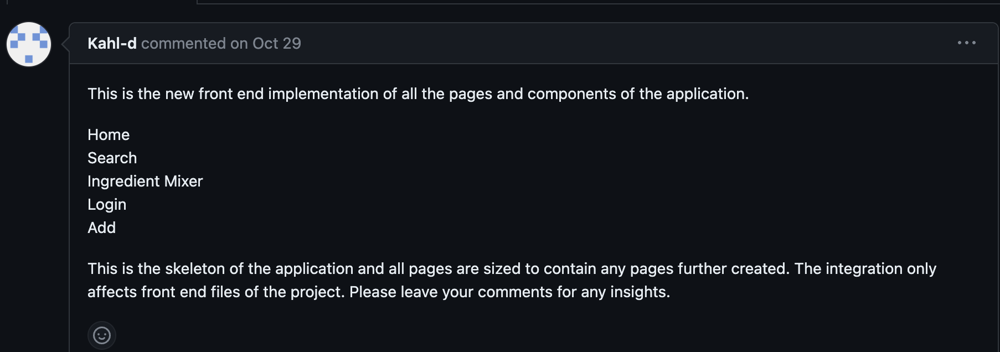 Kahl-d commented on Oct 29
This is the new front end implementation of all the pages and components of the application.
Home
Search
Ingredient Mixer
Login
Add
This is the skeleton of the application and all pages are sized to contain any pages further created. The integration only
affects front end files of the project. Please leave your comments for any insights.